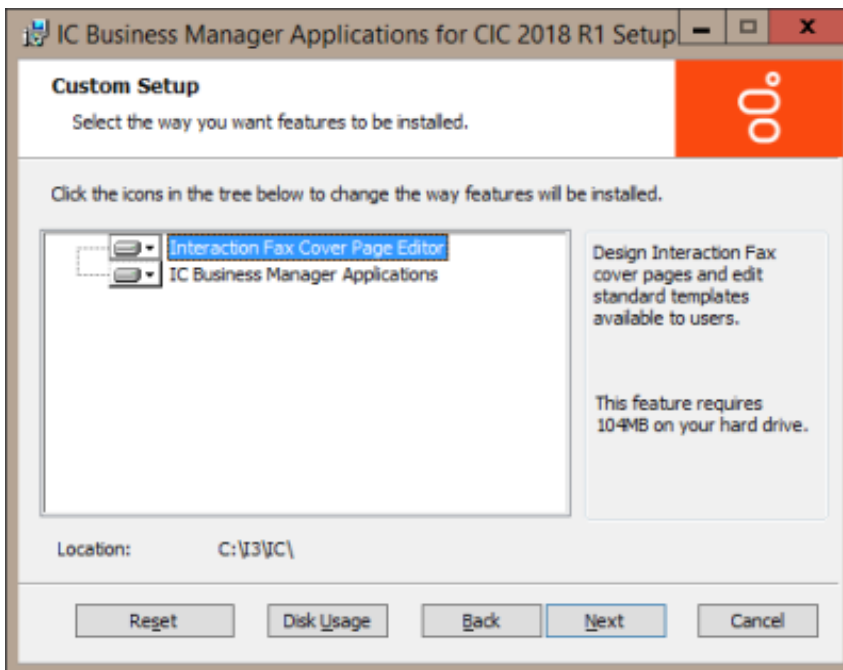 IC Business Manager Applications for CIC 2018 R1 Setup
Custom Setup
Select the way you want features to be installed.
Click the icons in the tree below to change the way features will be installed.
Interaction Fax Cover Page Editor
IC Business Manager Applications
Design Interaction Fax
cover pages and edit
standard templates
available to users.
This feature requires
104MB on your hard drive.
Location: C:\I3\IC\
Reset Disk Usage Back Next Cancel